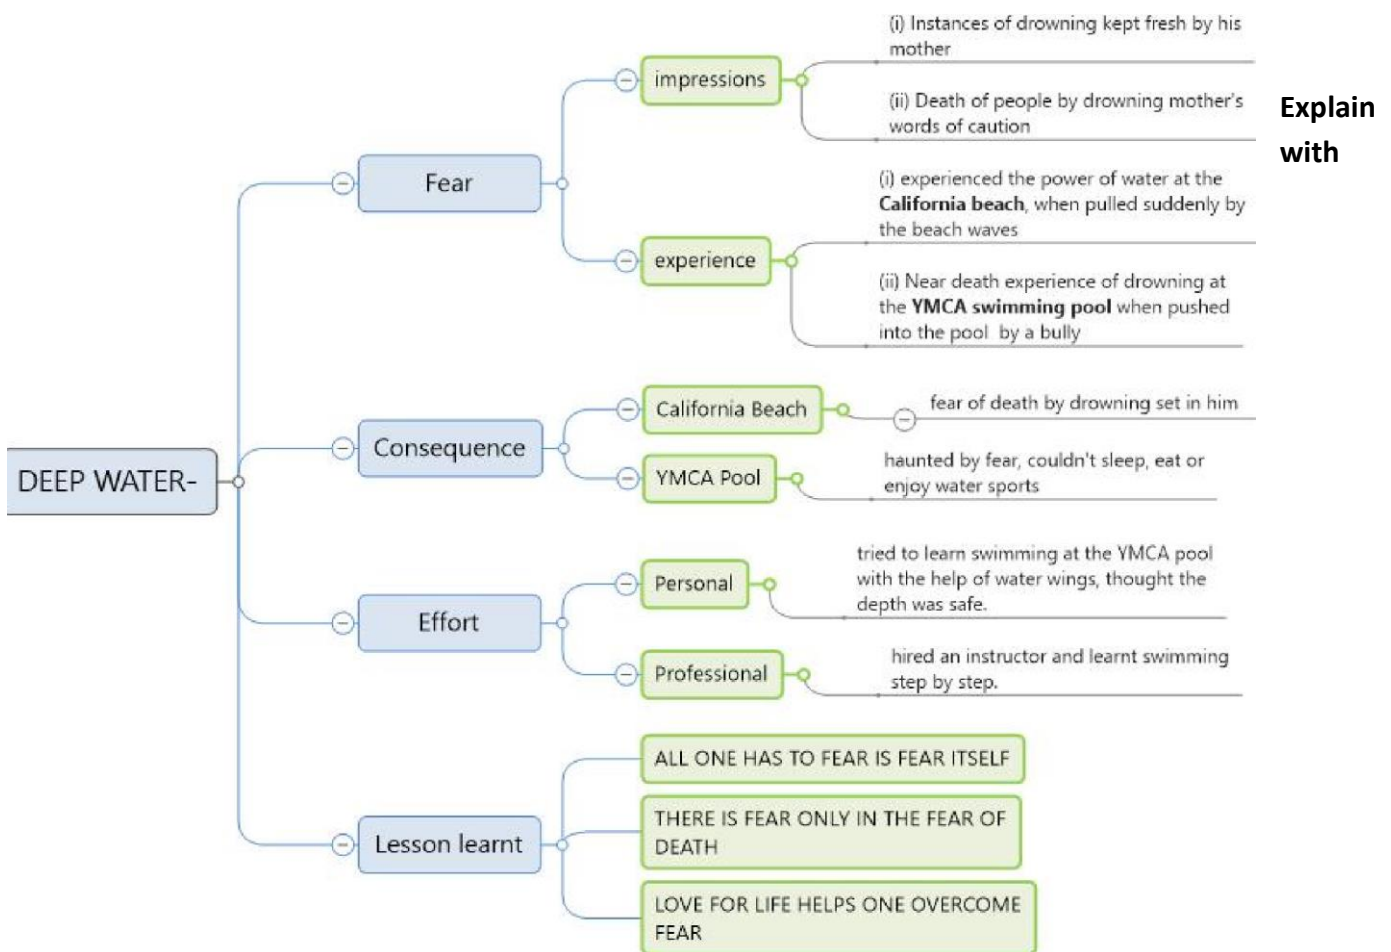 DEEP WATER-
Fear
impressions
(i) Instances of drowning kept fresh by his
mother
(ii) Death of people by drowning mother's
words of caution
experience
(i) experienced the power of water at the
California beach, when pulled suddenly by
the beach waves
(ii) Near death experience of drowning at
the YMCA swimming pool when pushed
into the pool by a bully
Consequence
California Beach
fear of death by drowning set in him
YMCA Pool
haunted by fear, couldn't sleep, eat or
enjoy water sports
Effort
Personal
tried to learn swimming at the YMCA pool
with the help of water wings, thought the
depth was safe.
Professional
hired an instructor and learnt swimming
step by step.
Lesson learnt
ALL ONE HAS TO FEAR IS FEAR ITSELF
THERE IS FEAR ONLY IN THE FEAR OF
DEATH
LOVE FOR LIFE HELPS ONE OVERCOME
FEAR
Explain
with